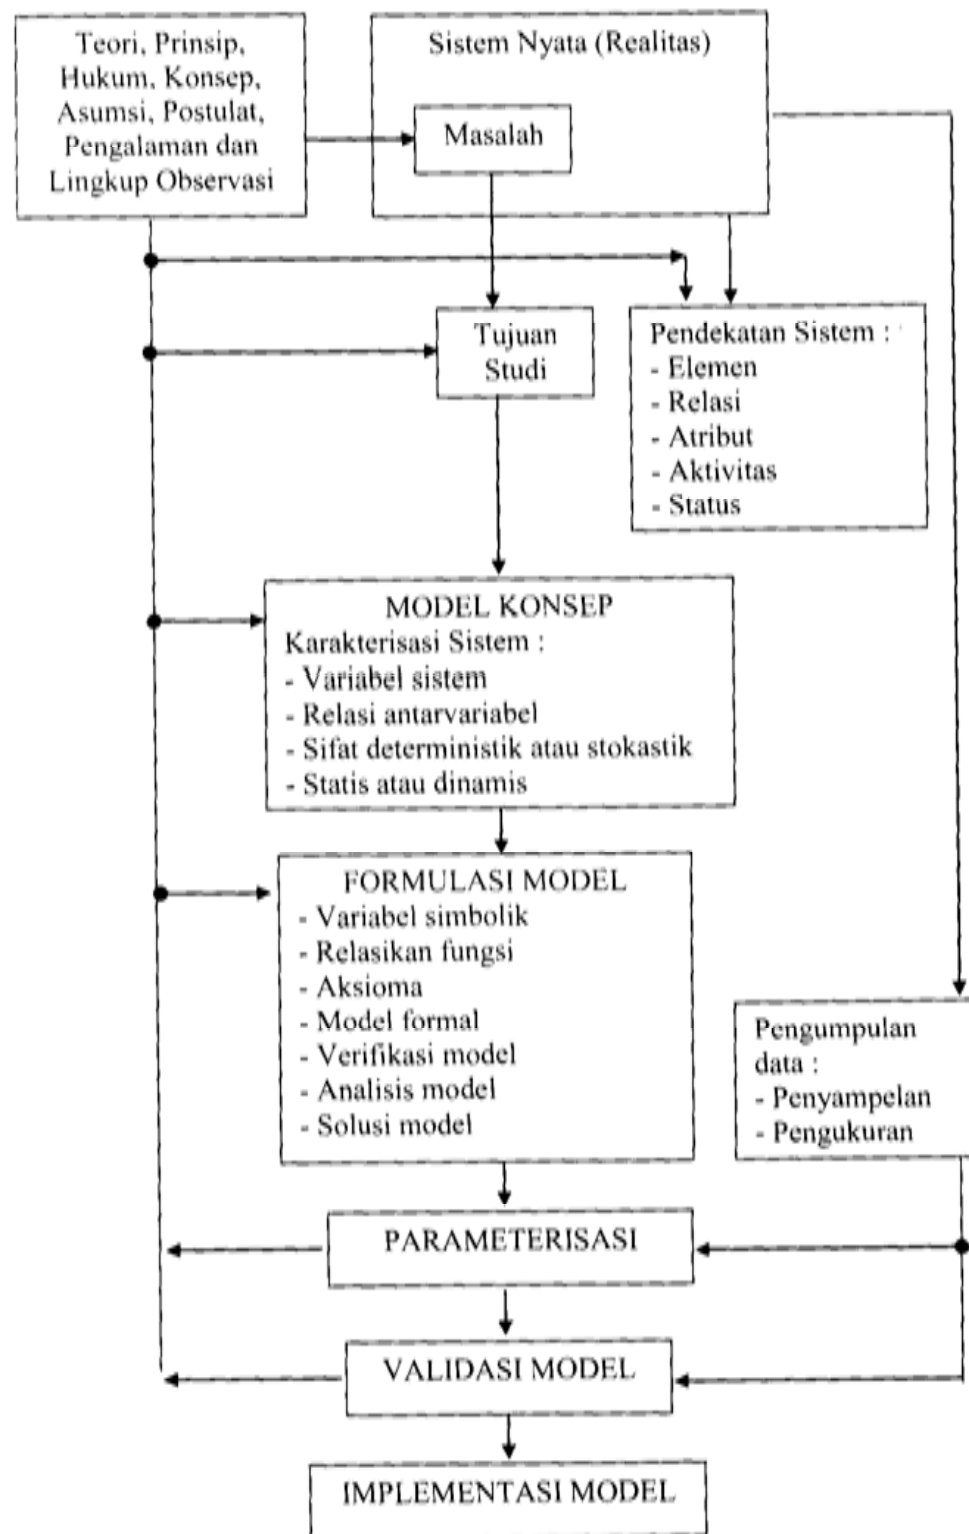 Teori, Prinsip,
Hukum, Konsep,
Asumsi, Postulat,
Pengalaman dan
Lingkup Observasi
Sistem Nyata (Realitas)
Masalah
Tujuan
Studi
Pendekatan Sistem :
- Elemen
- Relasi
- Atribut
- Aktivitas
- Status
MODEL KONSEP
Karakterisasi Sistem :
- Variabel sistem
- Relasi antarvariabel
- Sifat deterministik atau stokastik
- Statis atau dinamis
FORMULASI MODEL
- Variabel simbolik
- Relasikan fungsi
- Aksioma
- Model formal
- Verifikasi model
- Analisis model
- Solusi model
Pengumpulan
data :
- Penyampelan
- Pengukuran
PARAMETERISASI
VALIDASI MODEL
IMPLEMENTASI MODEL